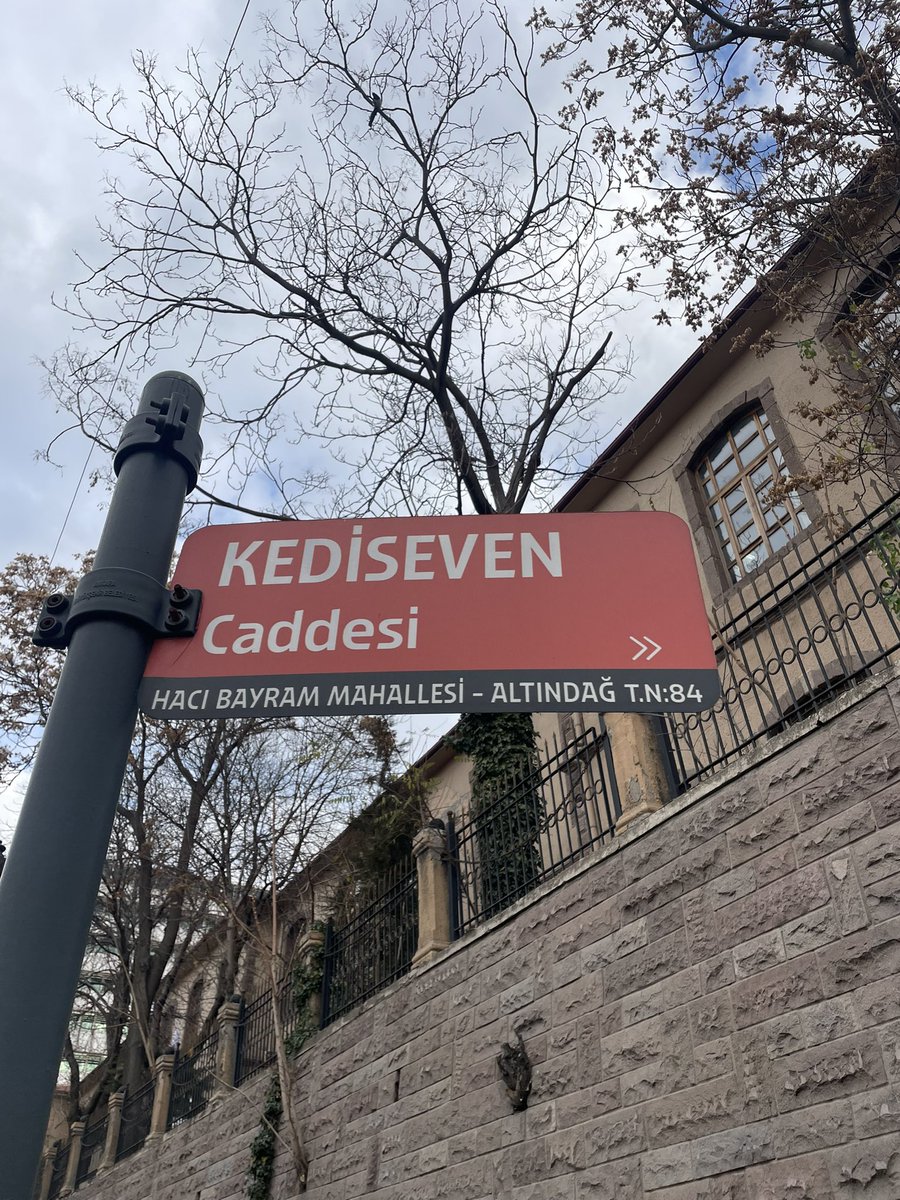 KEDİSEVEN
Caddesi
HACI BAYRAM MAHALLESİ - ALTINDAĞ T.N:84